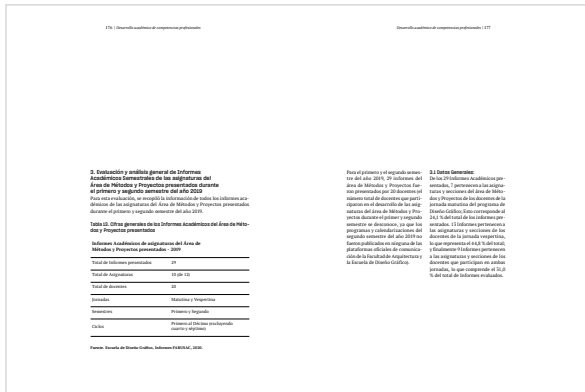 176 | Desarrollo académico de competencias profesionales
3. Evaluación y análisis general de Informes
Académicos Semestrales de las asignaturas del
Área de Métodos y Proyectos presentados durante
el primero y segundo semestre del año 2019
Para esta evaluación, se recopiló la información de todos los informes aca-
démicos de las asignaturas del Área de Métodos y Proyectos presentados
durante el primero y segundo semestre del año 2019.
Tabla 12. Cifras generales de los Informes Académicos del Área de Méto-
dos y Proyectos presentados
Informes Académicos de asignaturas del Área de
Métodos y Proyectos presentados - 2019
Total de Informes presentados 29
Total de Asignaturas 10 (de 12)
Total de docentes 20
Jornadas Matutina y Vespertina
Semestres Primero y Segundo
Ciclos Primero al Décimo (excluyendo
cuarto y séptimo)
Fuente. Escuela de Diseño Gráfico, Informes FARUSAC, 2020.
Desarrollo académico de competencias profesionales | 177
Para el primero y el segundo semes-
tre del año 2019, 29 informes del
área de Métodos y Proyectos fue-
ron presentados por 20 docentes y el
número total de docentes que parti-
ciparon en el desarrollo de las asig-
naturas del área de Métodos y Pro-
yectos durante el primer y segundo
semestre se desconoce, ya que los
programas y calendarizaciones del
segundo semestre del año 2019 no
fueron publicados en ninguna de las
plataformas oficiales de comunica-
ción de la Facultad de Arquitectura y
la Escuela de Diseño Gráfico).
3.1 Datos Generales:
De los 29 Informes Académicos pre-
sentados, 7 pertenecen a las asigna-
turas y secciones del área de Méto-
dos y Proyectos de los docentes de la
jornada matutina del programa de
Diseño Gráfico; Esto corresponde al
24,1 % del total de los informes pre-
sentados. 13 Informes pertenecen a
las asignaturas y secciones de los
docentes de la jornada vespertina,
lo que representa el 44,8 % del total;
y finalmente 9 Informes pertenecen
a las asignaturas y secciones de los
docentes que participan en ambas
jornadas, lo que comprende el 31,0
% del total de Informes evaluados.